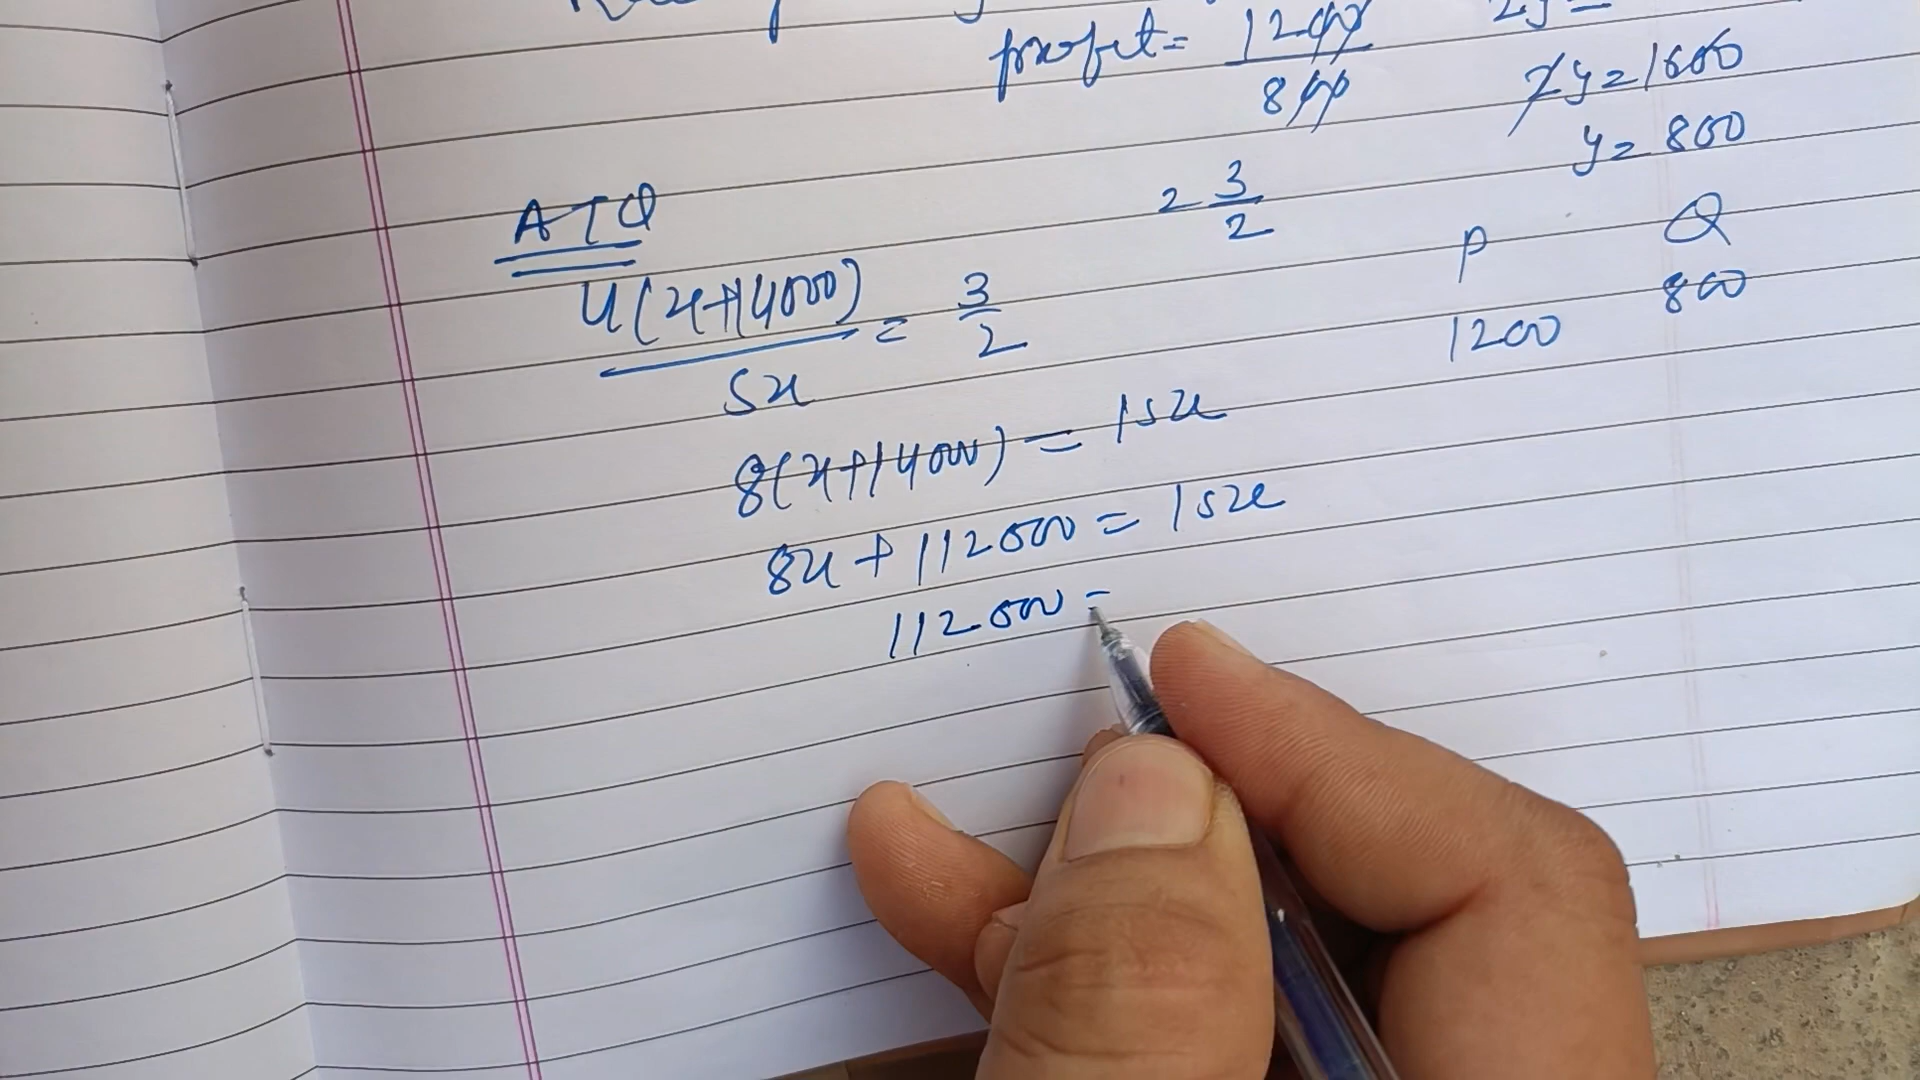 profit = 1200/800
2y =
2y = 1600
y = 800
= 3/2
ATQ
4(x+14000)/5x = 3/2
P Q
1200 800
8(x+14000) = 15x
8x + 112000 = 15x
112000 =